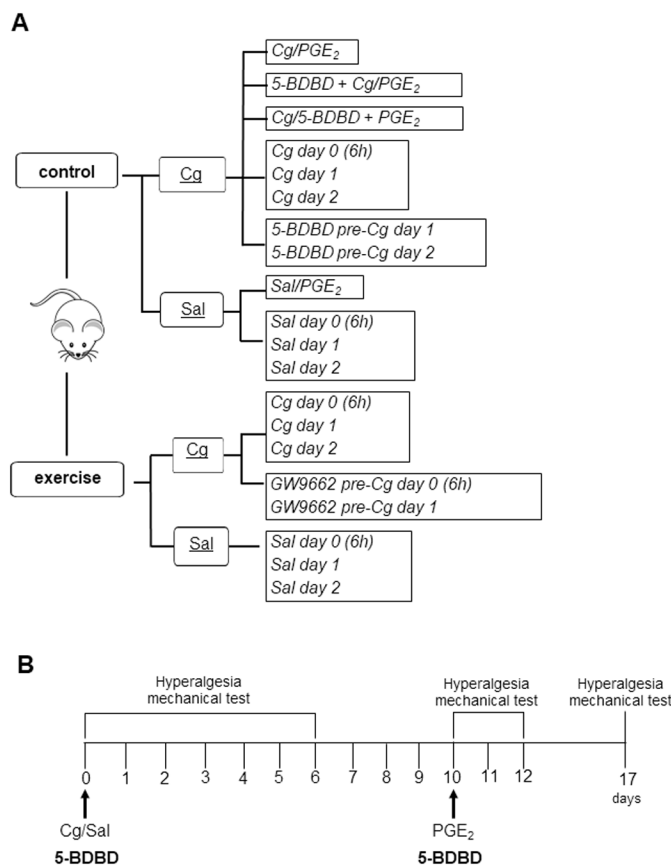 A
Cg/PGE₂
5-BDBD + Cg/PGE₂
Cg/5-BDBD + PGE₂
control
Cg
Cg day 0 (6h)
Cg day 1
Cg day 2
5-BDBD pre-Cg day 1
5-BDBD pre-Cg day 2
Sal
Sal/PGE₂
Sal day 0 (6h)
Sal day 1
Sal day 2
exercise
Cg
Cg day 0 (6h)
Cg day 1
Cg day 2
GW9662 pre-Cg day 0 (6h)
GW9662 pre-Cg day 1
Sal
Sal day 0 (6h)
Sal day 1
Sal day 2
B
Hyperalgesia
mechanical test
Hyperalgesia
mechanical test
Hyperalgesia
mechanical test
0 1 2 3 4 5 6 7 8 9 10 11 12 17
days
Cg/Sal
5-BDBD
PGE₂
5-BDBD